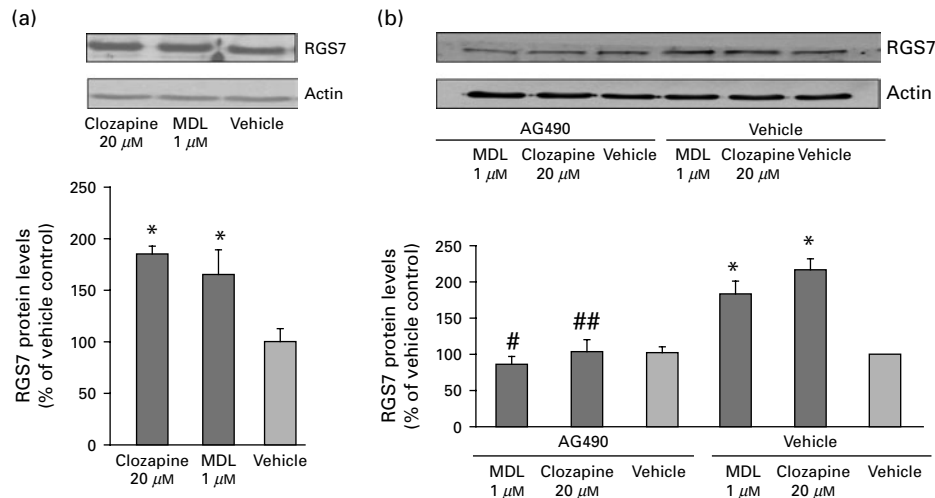 (a)
RGS7
Actin
Clozapine MDL Vehicle
20 μM 1 μM
RGS7 protein levels
(% of vehicle control)
250
200
150
100
50
0
*
*
Clozapine MDL Vehicle
20 μM 1 μM
(b)
RGS7
Actin
AG490 Vehicle
MDL Clozapine Vehicle MDL Clozapine Vehicle
1 μM 20 μM 1 μM 20 μM
RGS7 protein levels
(% of vehicle control)
250
200
150
100
50
0
#
##
*
*
AG490 Vehicle
MDL Clozapine Vehicle MDL Clozapine Vehicle
1 μM 20 μM 1 μM 20 μM